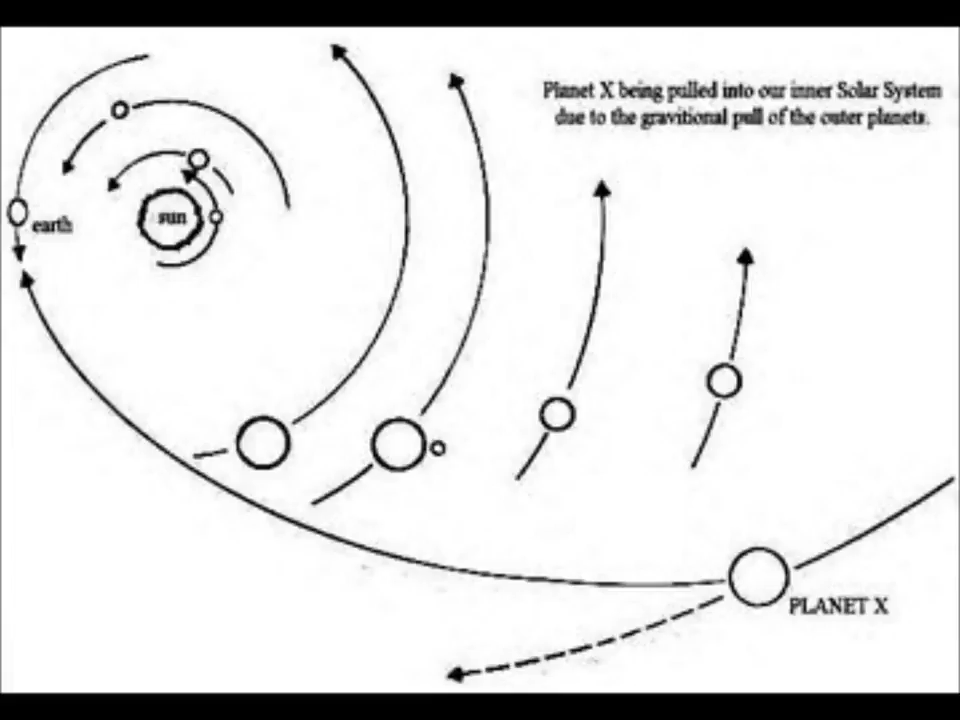 Planet X being pulled into our inner Solar System
due to the gravitional pull of the outer planets.
sun
earth
PLANET X